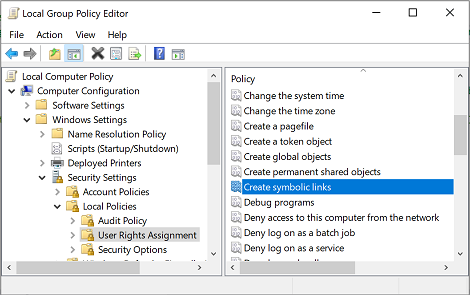 Local Group Policy Editor
File Action View Help
Local Computer Policy
Computer Configuration
Software Settings
Windows Settings
Name Resolution Policy
Scripts (Startup/Shutdown)
Deployed Printers
Security Settings
Account Policies
Local Policies
Audit Policy
User Rights Assignment
Security Options
Policy
Change the system time
Change the time zone
Create a pagefile
Create a token object
Create global objects
Create permanent shared objects
Create symbolic links
Debug programs
Deny access to this computer from the network
Deny log on as a batch job
Deny log on as a service